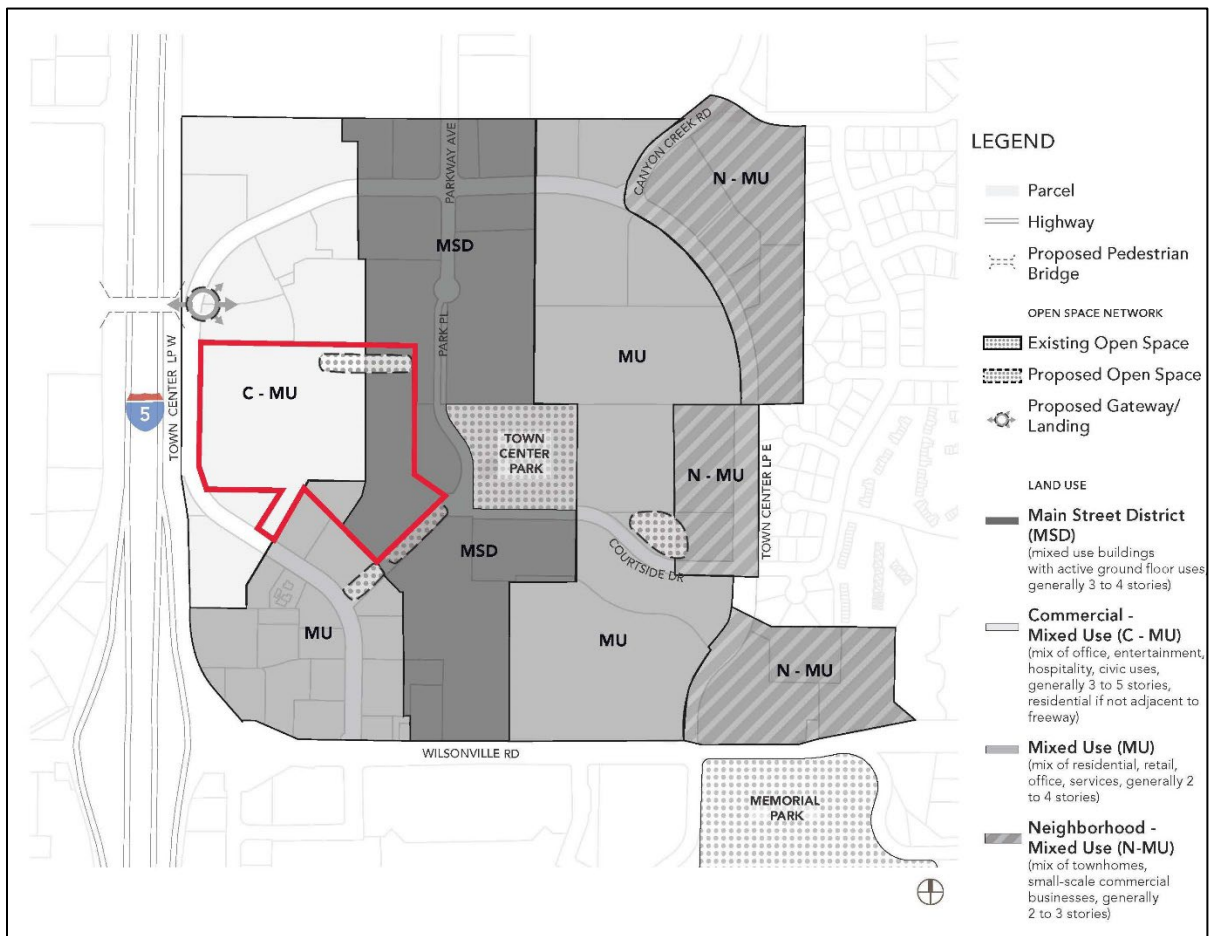 CANYON CREEK RD
PARKWAY AVE
N - MU
MSD
PARK PL
MU
TOWN CENTER LP W
C - MU
5
TOWN
CENTER
PARK
N - MU
TOWN CENTER LP E
MSD
COURTSIDE DR
MU
MU
N - MU
WILSONVILLE RD
MEMORIAL
PARK
LEGEND
Parcel
Highway
Proposed Pedestrian
Bridge
OPEN SPACE NETWORK
Existing Open Space
Proposed Open Space
Proposed Gateway/
Landing
LAND USE
Main Street District
(MSD)
(mixed use buildings
with active ground floor uses,
generally 3 to 4 stories)
Commercial -
Mixed Use (C - MU)
(mix of office, entertainment,
hospitality, civic uses,
generally 3 to 5 stories,
residential if not adjacent to
freeway)
Mixed Use (MU)
(mix of residential, retail,
office, services, generally 2
to 4 stories)
Neighborhood -
Mixed Use (N-MU)
(mix of townhomes,
small-scale commercial
businesses, generally
2 to 3 stories)